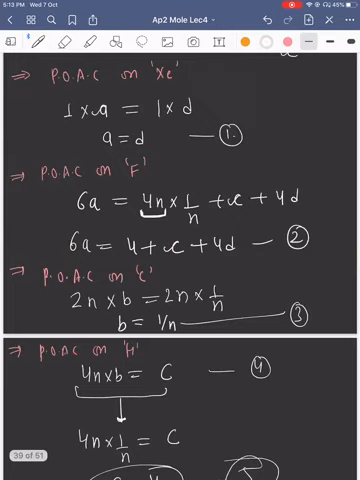 5:13 PM Wed 7 Oct
45%
Ap2 Mole Lec4
⇒ P.O.A.C on 'Xe'
1 × a = 1 × d
a = d —— ①
⇒ P.O.A.C on 'F'
6a = 4n × 1/n + c + 4d
6a = 4 + c + 4d — ②
⇒ P.O.A.C on 'C'
2n × b = 2n × 1/n
b = 1/n —— ③
⇒ P.O.A.C on 'H'
4n × b = C —— ④
4n × 1/n = C
39 of 51
⑤